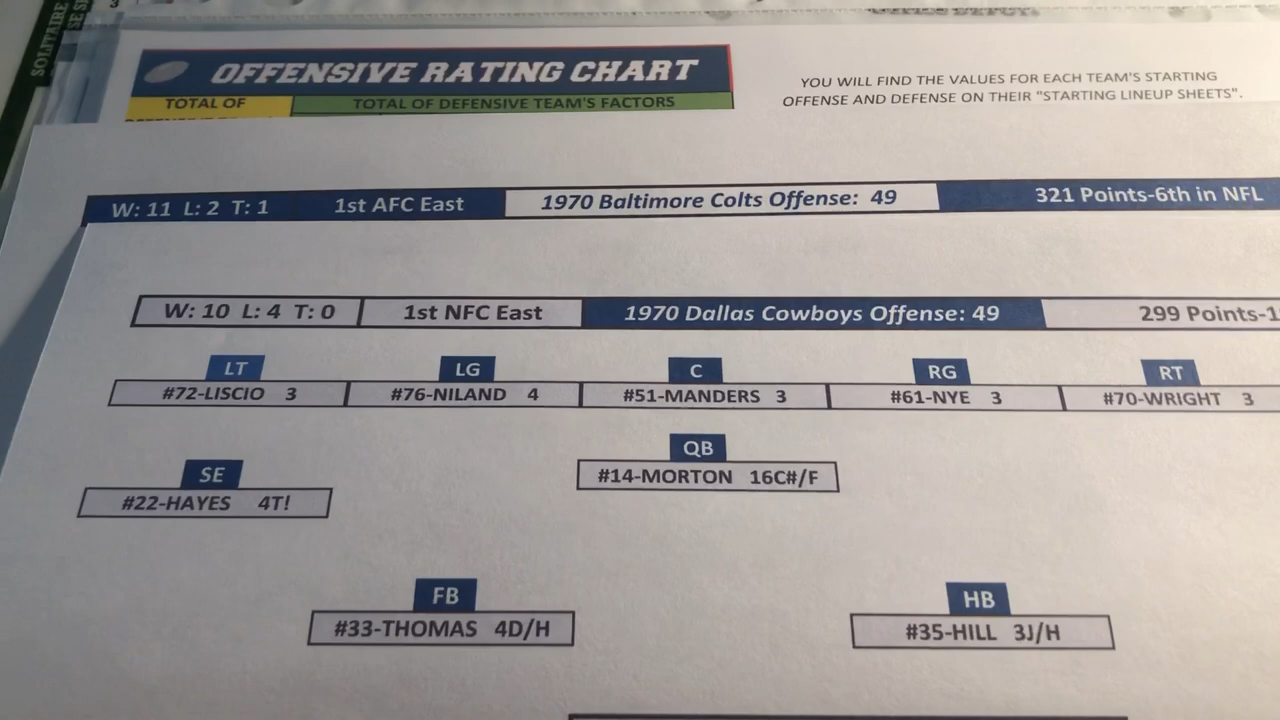 SOLITAIRE
OFFENSIVE RATING CHART
TOTAL OF
TOTAL OF DEFENSIVE TEAM'S FACTORS
YOU WILL FIND THE VALUES FOR EACH TEAM'S STARTING
OFFENSE AND DEFENSE ON THEIR "STARTING LINEUP SHEETS".
W: 11 L: 2 T: 1
1st AFC East
1970 Baltimore Colts Offense: 49
321 Points-6th in NFL
W: 10 L: 4 T: 0
1st NFC East
1970 Dallas Cowboys Offense: 49
299 Points-1
LT
LG
C
RG
RT
#72-LISCIO 3
#76-NILAND 4
#51-MANDERS 3
#61-NYE 3
#70-WRIGHT 3
QB
#14-MORTON 16C#/F
SE
#22-HAYES 4T!
FB
#33-THOMAS 4D/H
HB
#35-HILL 3J/H